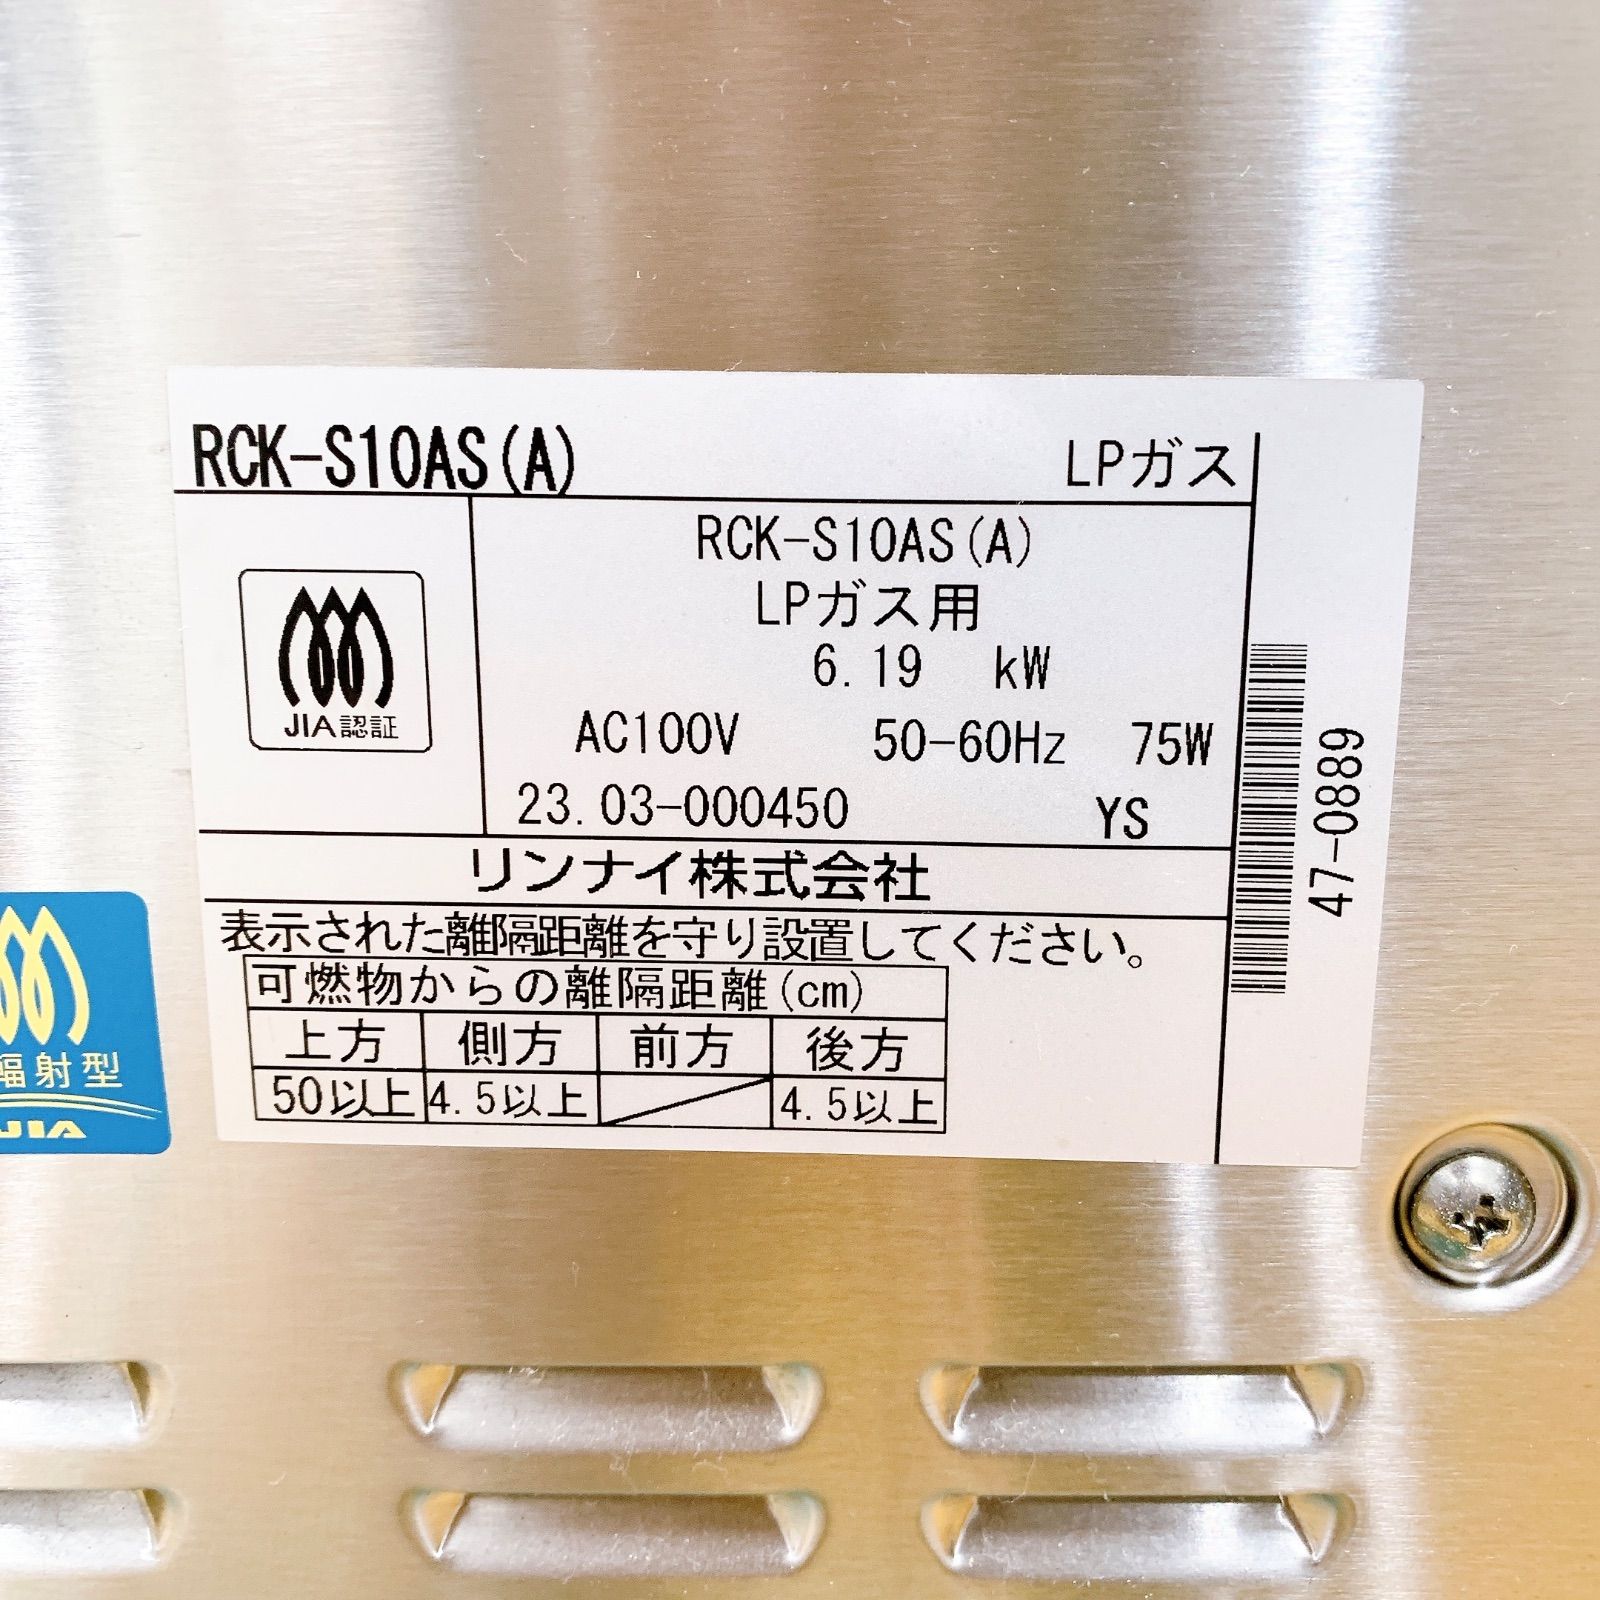 RCK-S10AS(A) LPガス
RCK-S10AS(A)
LPガス用
6.19 kW
AC100V 50-60Hz 75W
23.03-000450 YS
JIA認証
リンナイ株式会社
表示された離隔距離を守り設置してください。
可燃物からの離隔距離(cm)
上方 側方 前方 後方
50以上 4.5以上 4.5以上
47-0889
輻射型
JIA